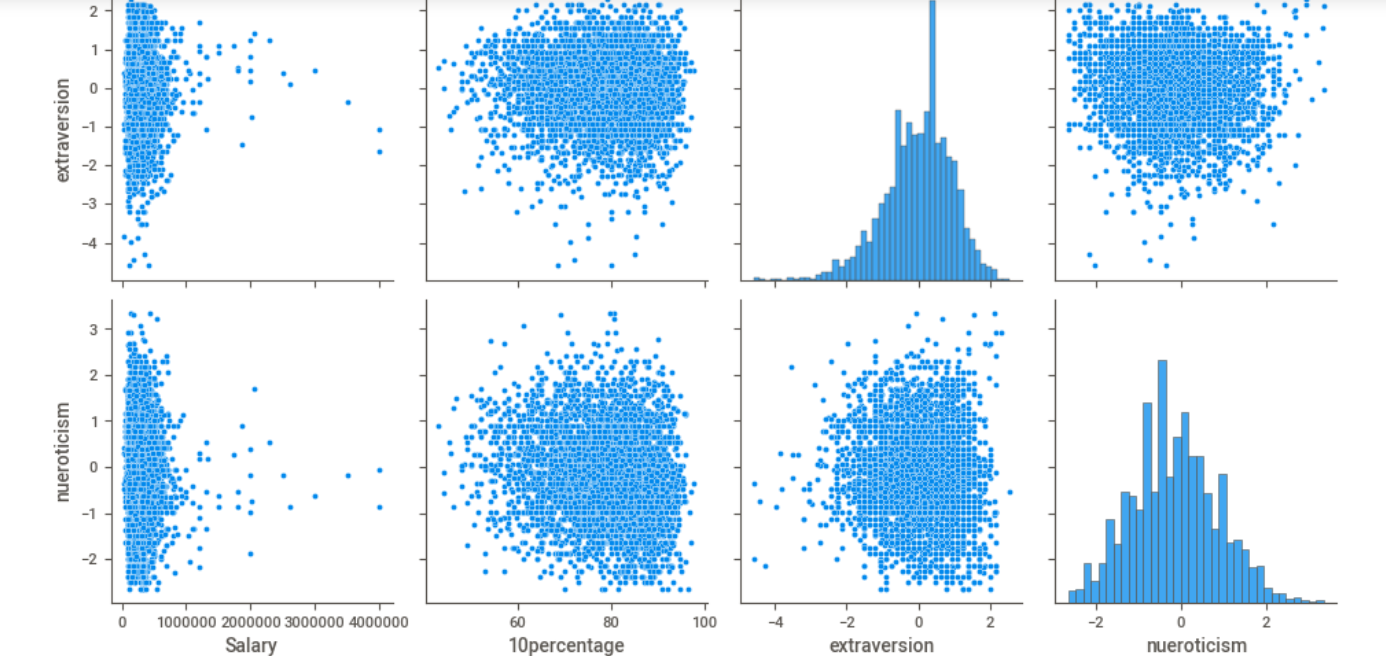 2
1
0
−1
−2
−3
−4
extraversion
3
2
1
0
−1
−2
nueroticism
0 1000000 2000000 3000000 4000000
60 80 100
−4 −2 0 2
−2 0 2
Salary 10percentage extraversion nueroticism